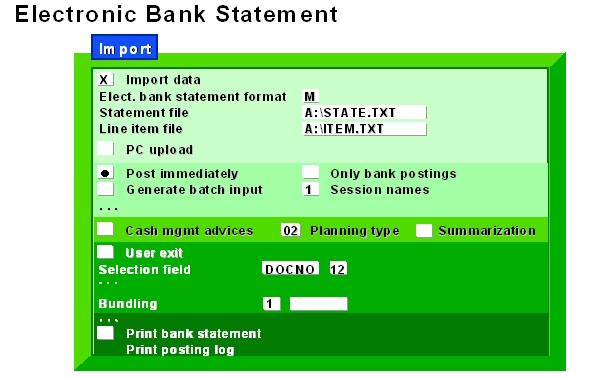 Electronic Bank Statement
Import
X Import data
Elect. bank statement format M
Statement file A:\STATE.TXT
Line item file A:\ITEM.TXT
PC upload
Post immediately Only bank postings
Generate batch input 1 Session names
...
Cash mgmt advices 02 Planning type Summarization
User exit
Selection field DOCNO 12
...
Bundling 1
...
Print bank statement
Print posting log